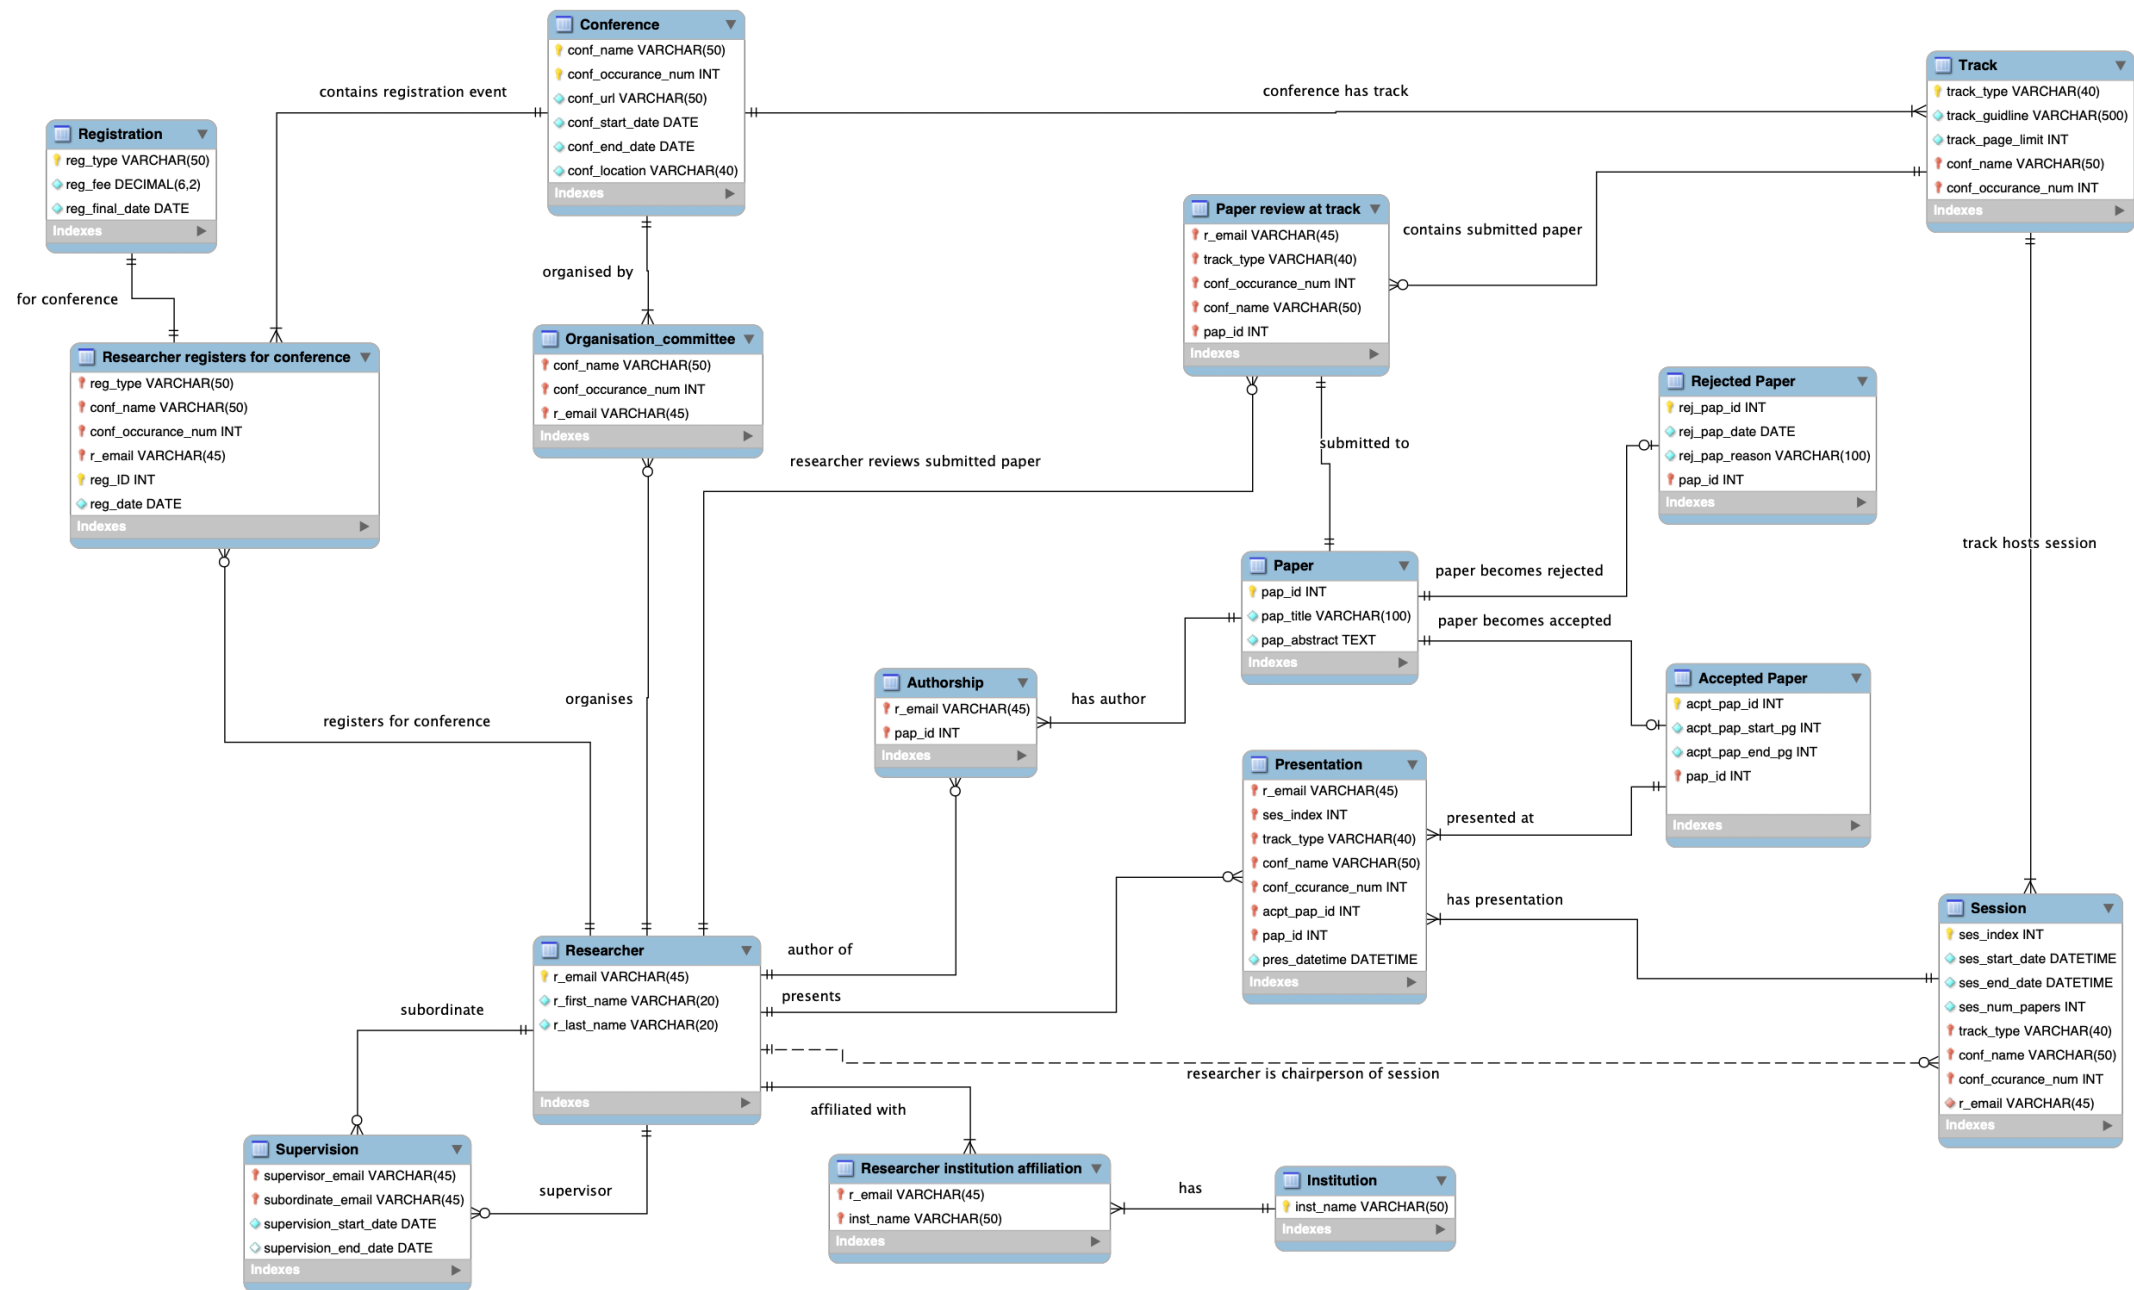 Conference
conf_name VARCHAR(50)
conf_occurance_num INT
conf_url VARCHAR(50)
conf_start_date DATE
conf_end_date DATE
conf_location VARCHAR(40)
Indexes
Track
track_type VARCHAR(40)
track_guidline VARCHAR(500)
track_page_limit INT
conf_name VARCHAR(50)
conf_occurance_num INT
Indexes
contains registration event
conference has track
Registration
reg_type VARCHAR(50)
reg_fee DECIMAL(6,2)
reg_final_date DATE
Indexes
Paper review at track
r_email VARCHAR(45)
track_type VARCHAR(40)
conf_occurance_num INT
conf_name VARCHAR(50)
pap_id INT
Indexes
contains submitted paper
organised by
for conference
Researcher registers for conference
reg_type VARCHAR(50)
conf_name VARCHAR(50)
conf_occurance_num INT
r_email VARCHAR(45)
reg_ID INT
reg_date DATE
Indexes
Organisation_committee
conf_name VARCHAR(50)
conf_occurance_num INT
r_email VARCHAR(45)
Indexes
Rejected Paper
rej_pap_id INT
rej_pap_date DATE
rej_pap_reason VARCHAR(100)
pap_id INT
Indexes
submitted to
researcher reviews submitted paper
track hosts session
Paper
pap_id INT
pap_title VARCHAR(100)
pap_abstract TEXT
Indexes
paper becomes rejected
paper becomes accepted
Authorship
r_email VARCHAR(45)
pap_id INT
Indexes
has author
Accepted Paper
acpt_pap_id INT
acpt_pap_start_pg INT
acpt_pap_end_pg INT
pap_id INT
Indexes
organises
registers for conference
Presentation
r_email VARCHAR(45)
ses_index INT
track_type VARCHAR(40)
conf_name VARCHAR(50)
conf_ccurance_num INT
acpt_pap_id INT
pap_id INT
pres_datetime DATETIME
Indexes
presented at
has presentation
Session
ses_index INT
ses_start_date DATETIME
ses_end_date DATETIME
ses_num_papers INT
track_type VARCHAR(40)
conf_name VARCHAR(50)
conf_ccurance_num INT
r_email VARCHAR(45)
Indexes
Researcher
r_email VARCHAR(45)
r_first_name VARCHAR(20)
r_last_name VARCHAR(20)
Indexes
author of
presents
subordinate
researcher is chairperson of session
affiliated with
Supervision
supervisor_email VARCHAR(45)
subordinate_email VARCHAR(45)
supervision_start_date DATE
supervision_end_date DATE
Indexes
supervisor
Researcher institution affiliation
r_email VARCHAR(45)
inst_name VARCHAR(50)
Indexes
has
Institution
inst_name VARCHAR(50)
Indexes